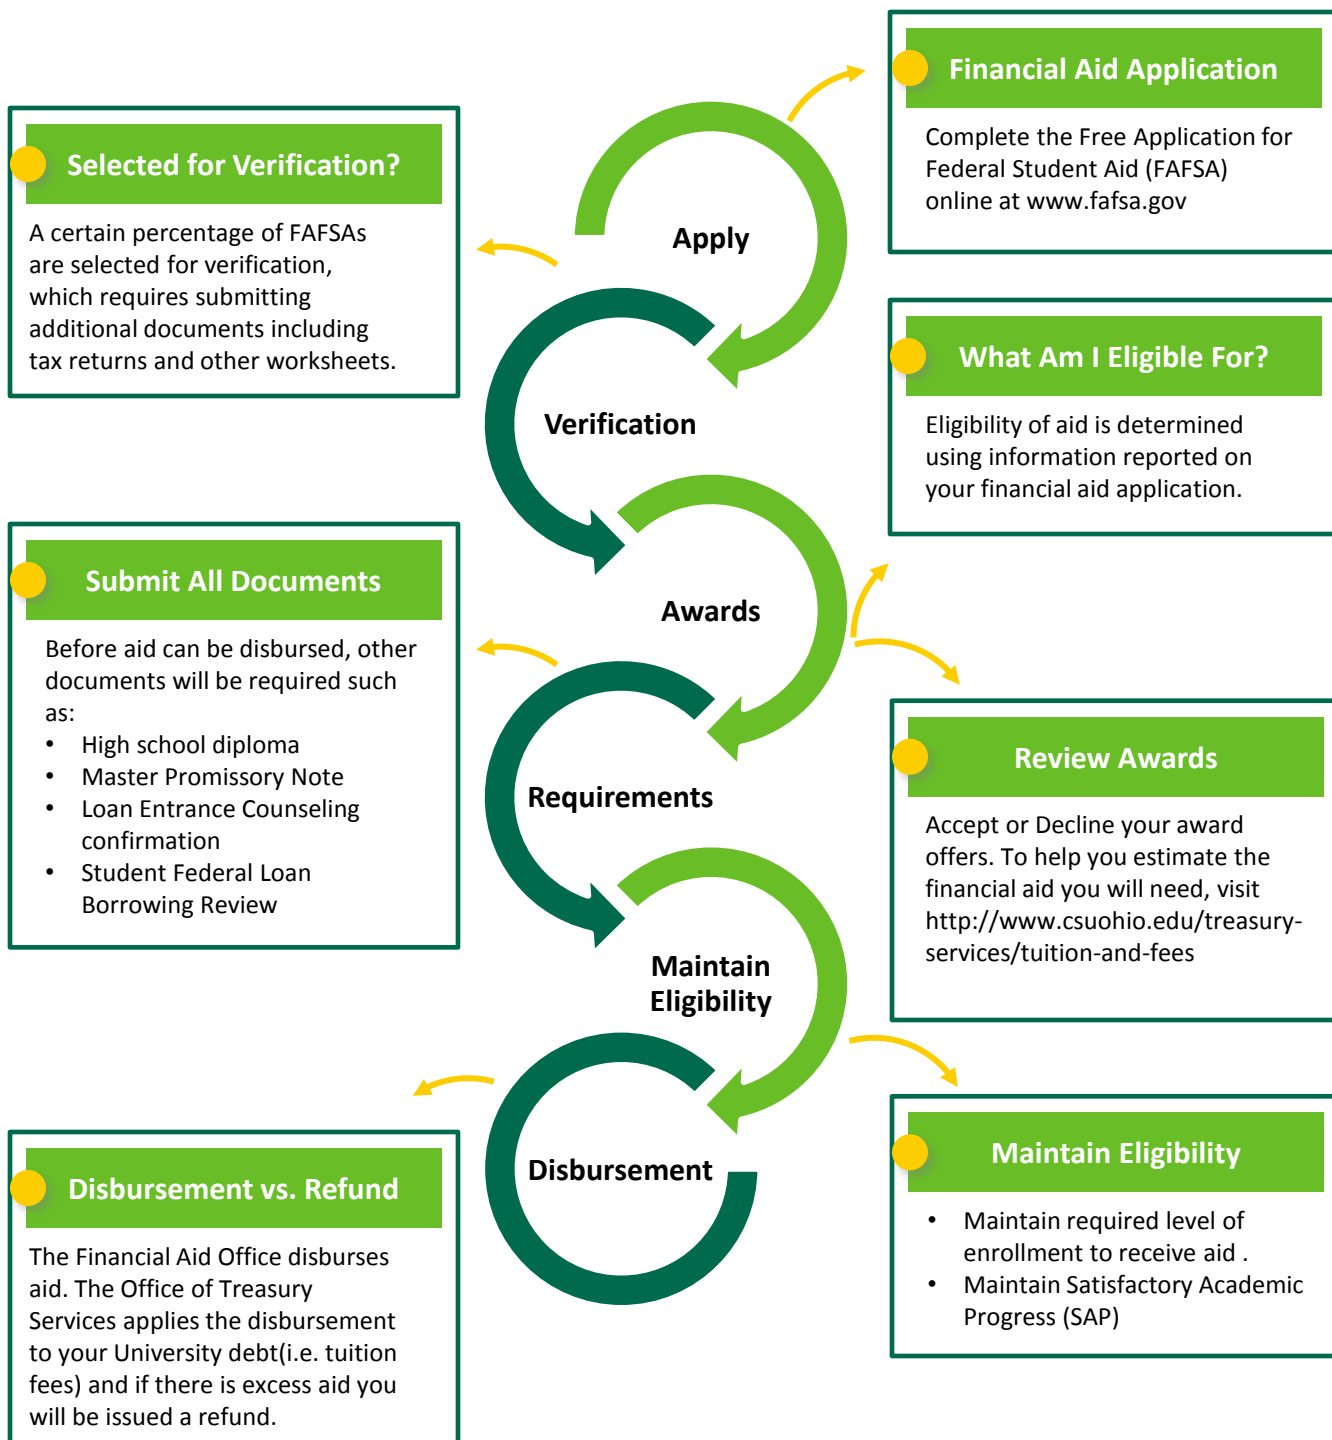 Financial Aid Application
Complete the Free Application for
Federal Student Aid (FAFSA)
online at www.fafsa.gov
Apply
Selected for Verification?
A certain percentage of FAFSAs
are selected for verification,
which requires submitting
additional documents including
tax returns and other worksheets.
Verification
What Am I Eligible For?
Eligibility of aid is determined
using information reported on
your financial aid application.
Awards
Review Awards
Accept or Decline your award
offers. To help you estimate the
financial aid you will need, visit
http://www.csuohio.edu/treasury-
services/tuition-and-fees
Submit All Documents
Before aid can be disbursed, other
documents will be required such
as:
• High school diploma
• Master Promissory Note
• Loan Entrance Counseling
confirmation
• Student Federal Loan
Borrowing Review
Requirements
Maintain
Eligibility
Maintain Eligibility
• Maintain required level of
enrollment to receive aid .
• Maintain Satisfactory Academic
Progress (SAP)
Disbursement
Disbursement vs. Refund
The Financial Aid Office disburses
aid. The Office of Treasury
Services applies the disbursement
to your University debt(i.e. tuition
fees) and if there is excess aid you
will be issued a refund.